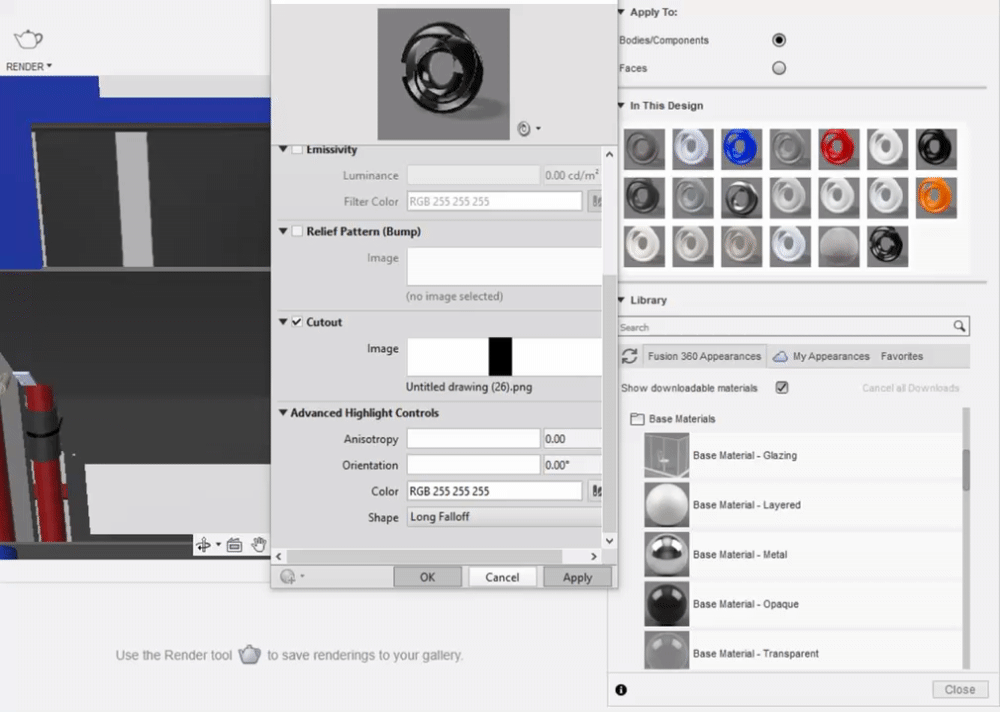 RENDER
Emissivity
Luminance
0.00 cd/m²
Filter Color
RGB 255 255 255
Relief Pattern (Bump)
Image
(no image selected)
Cutout
Image
Untitled drawing (26).png
Advanced Highlight Controls
Anisotropy
0.00
Orientation
0.00°
Color
RGB 255 255 255
Shape
Long Falloff
OK
Cancel
Apply
Use the Render tool to save renderings to your gallery.
Apply To:
Bodies/Components
Faces
In This Design
Library
Search
Fusion 360 Appearances
My Appearances
Favorites
Show downloadable materials
Cancel all Downloads
Base Materials
Base Material - Glazing
Base Material - Layered
Base Material - Metal
Base Material - Opaque
Base Material - Transparent
Close